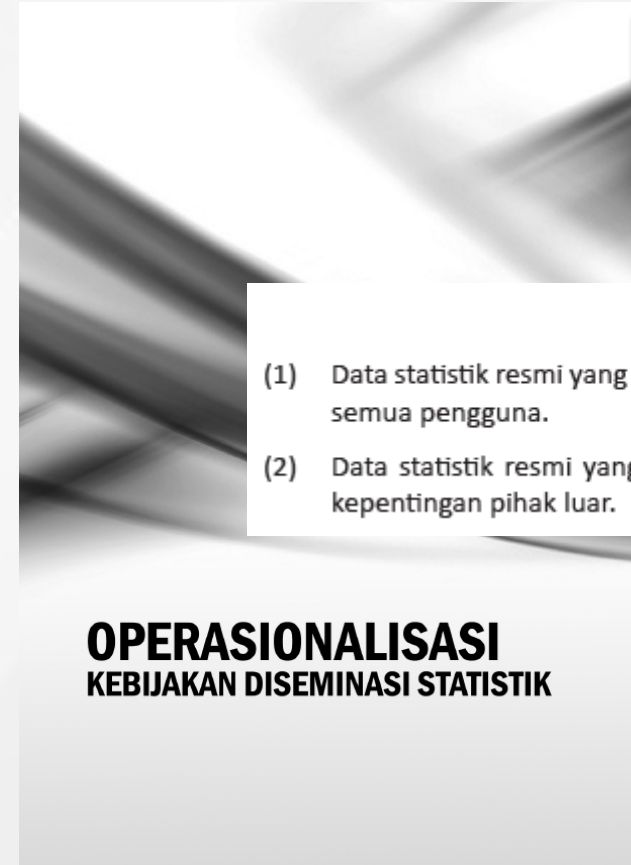 (1) Data statistik resmi yang
semua pengguna.
(2) Data statistik resmi yang
kepentingan pihak luar.
OPERASIONALISASI
KEBIJAKAN DISEMINASI STATISTIK